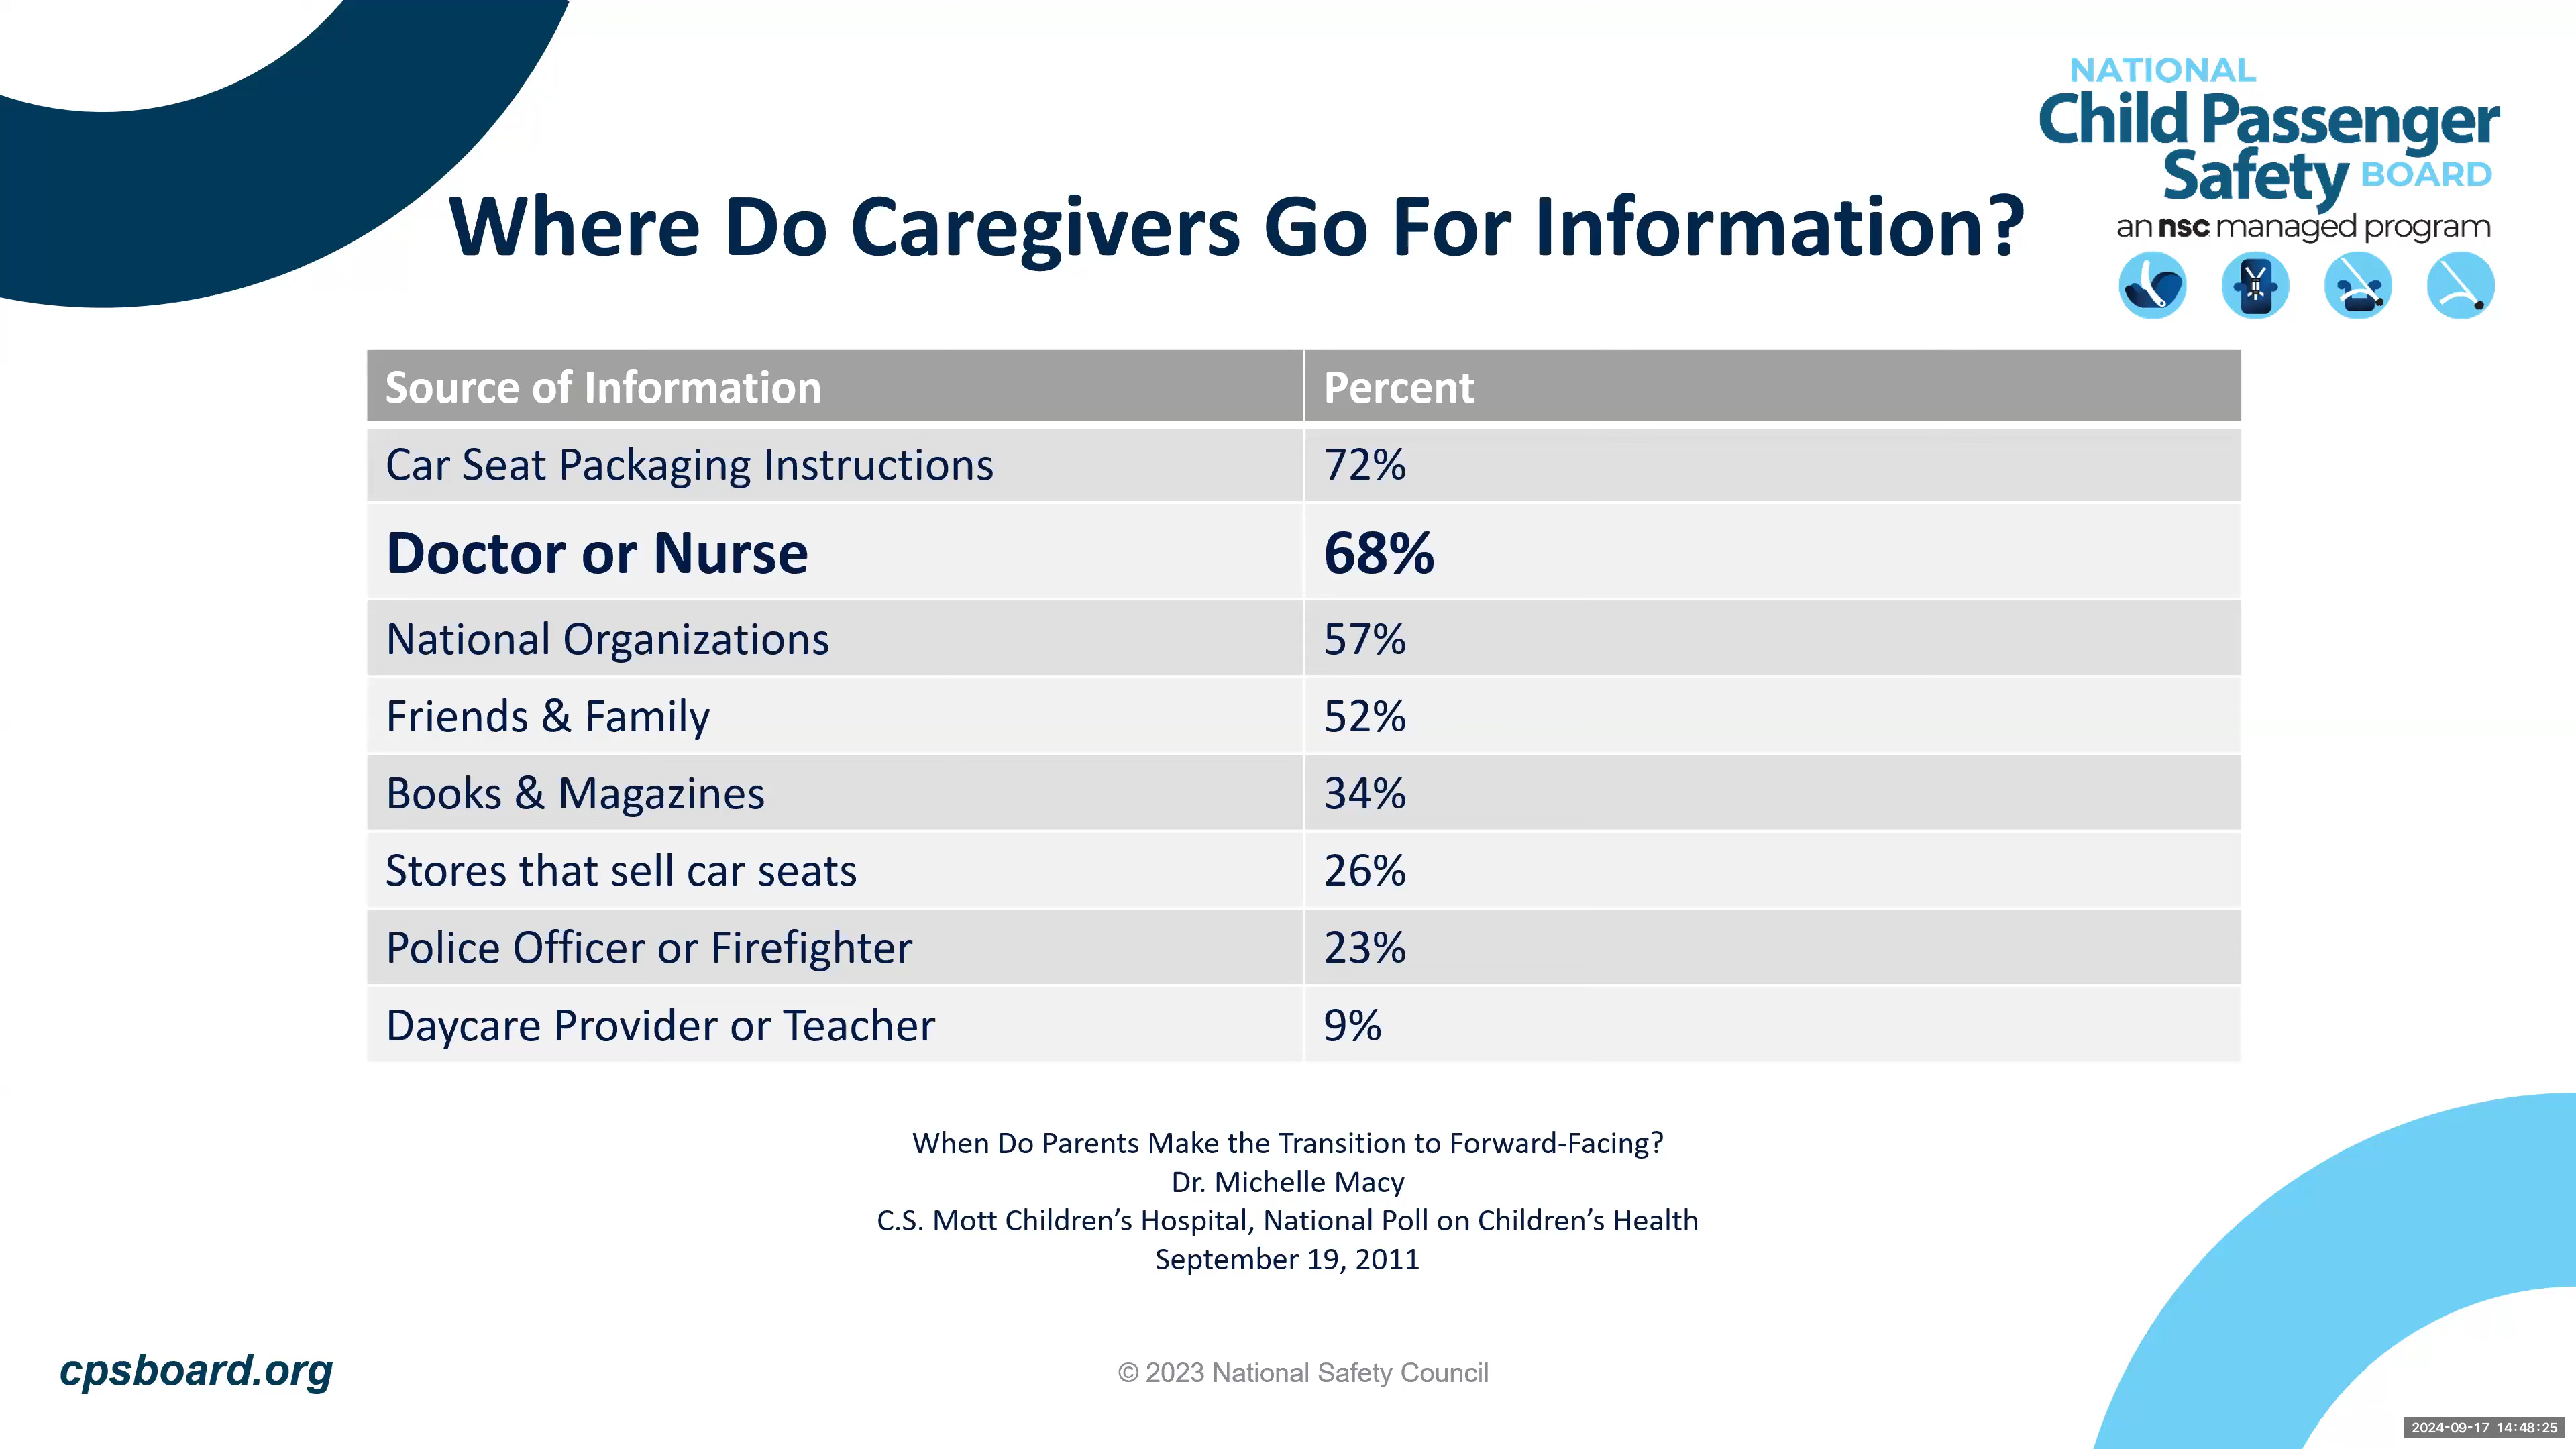 NATIONAL
Child Passenger
Safety BOARD
an nsc managed program
Where Do Caregivers Go For Information?
Source of Information Percent
Car Seat Packaging Instructions 72%
Doctor or Nurse 68%
National Organizations 57%
Friends & Family 52%
Books & Magazines 34%
Stores that sell car seats 26%
Police Officer or Firefighter 23%
Daycare Provider or Teacher 9%
When Do Parents Make the Transition to Forward-Facing?
Dr. Michelle Macy
C.S. Mott Children’s Hospital, National Poll on Children’s Health
September 19, 2011
cpsboard.org
© 2023 National Safety Council
2024-09-17 14:48:25